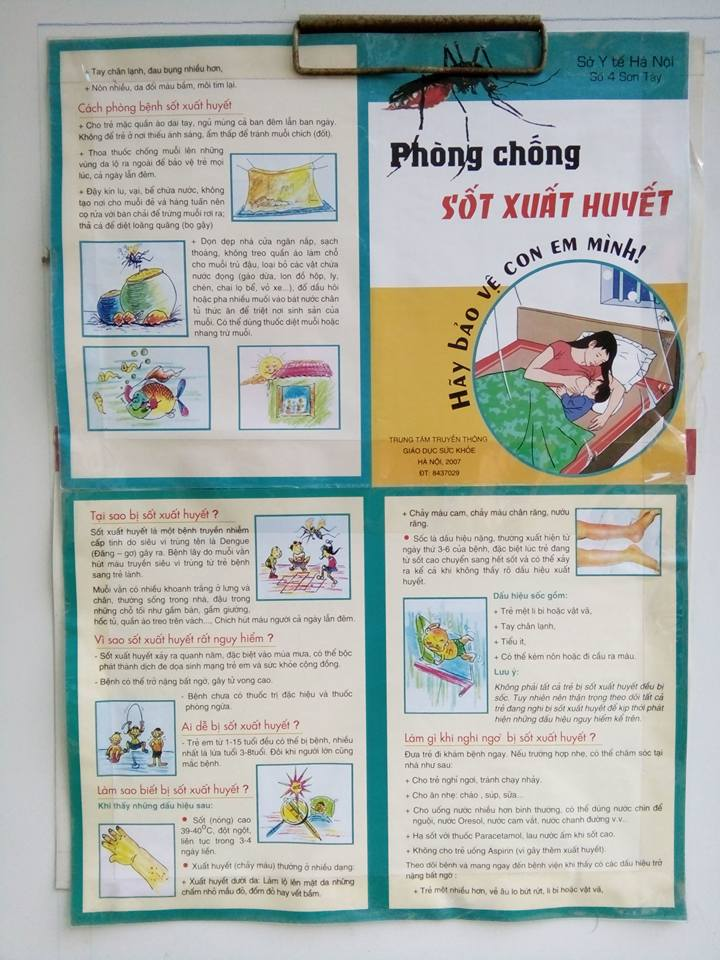 + Tay chân lạnh, đau bụng nhiều hơn,
+ Nôn nhiều, da đổi màu bầm, môi tím lại.
Cách phòng bệnh sốt xuất huyết
+ Cho trẻ mặc quần áo dài tay, ngủ mùng cả ban đêm lẫn ban ngày.
Không để trẻ ở nơi thiếu ánh sáng, ẩm thấp để tránh muỗi chích (đốt).
+ Thoa thuốc chống muỗi lên những
vùng da lộ ra ngoài để bảo vệ trẻ mọi
lúc, cả ngày lẫn đêm.
+ Đậy kín lu, vại, bể chứa nước, không
tạo nơi cho muỗi đẻ và hàng tuần nên
cọ rửa với bàn chải để trứng muỗi rơi ra;
thả cá để diệt loăng quăng (bọ gậy)
+ Dọn dẹp nhà cửa ngăn nắp, sạch
thoáng, không treo quần áo làm chỗ
cho muỗi trú đậu, loại bỏ các vật chứa
nước đọng (gáo dừa, lon đồ hộp, ly,
chén, chai lọ bể, vỏ xe...), đổ dầu hôi
hoặc pha nhiều muối vào bát nước chân
tủ thức ăn để triệt nơi sinh sản của
muỗi. Có thể dùng thuốc diệt muỗi hoặc
nhang trừ muỗi.
Sở Y tế Hà Nội
Số 4 Sơn Tây
Phòng chống
SỐT XUẤT HUYẾT
HÃY BẢO VỆ CON EM MÌNH!
TRUNG TÂM TRUYỀN THÔNG
GIÁO DỤC SỨC KHỎE
HÀ NỘI, 2007
ĐT: 8437029
Tại sao bị sốt xuất huyết ?
Sốt xuất huyết là một bệnh truyền nhiễm
cấp tính do siêu vi trùng tên là Dengue
(Đăng - gơ) gây ra. Bệnh lây do muỗi vằn
hút máu truyền siêu vi trùng từ trẻ bệnh
sang trẻ lành.
Muỗi vằn có khoanh trắng ở lưng và
chân, thường sống trong nhà, đậu trong
những chỗ tối như gầm bàn, gầm giường,
hốc tủ, quần áo treo trên vách..., Chích hút máu người cả ngày lẫn đêm.
Vì sao sốt xuất huyết rất nguy hiểm ?
- Sốt xuất huyết xảy ra quanh năm, đặc biệt vào mùa mưa, có thể bộc
phát thành dịch đe dọa sinh mạng trẻ em và sức khỏe cộng đồng.
- Bệnh có thể trở nặng bất ngờ, gây tử vong cao.
- Bệnh chưa có thuốc trị đặc hiệu và thuốc
phòng ngừa.
Ai dễ bị sốt xuất huyết ?
- Trẻ em từ 1-15 tuổi đều có thể bị bệnh, nhiều
nhất là lứa tuổi 3-8tuổi. Đôi khi người lớn cũng
mắc bệnh.
Làm sao biết bị sốt xuất huyết ?
Khi thấy những dấu hiệu sau:
• Sốt (nóng) cao
39-40°C, đột ngột,
liên tục trong 3-4
ngày liền.
• Xuất huyết (chảy máu) thường ở nhiều dạng:
+ Xuất huyết dưới da: Làm lộ lên mặt da những
chấm nhỏ màu đỏ, đốm đỏ hay vết bầm.
+ Chảy máu cam, chảy máu chân răng, nướu
răng.
• Sốc là dấu hiệu nặng, thường xuất hiện từ
ngày thứ 3-6 của bệnh, đặc biệt lúc trẻ đang
từ sốt cao chuyển sang hết sốt và có thể xảy
ra kể cả khi không thấy rõ dấu hiệu xuất
huyết.
Dấu hiệu sốc gồm:
+ Trẻ mệt li bì hoặc vật vã,
+ Tay chân lạnh,
+ Tiểu ít,
+ Có thể kèm nôn hoặc đi cầu ra máu.
Lưu ý:
Không phải tất cả trẻ bị sốt xuất huyết đều bị
sốc. Tuy nhiên nên thận trọng theo dõi tất cả
trẻ đang nghi bị sốt xuất huyết để kịp thời phát
hiện những dấu hiệu nguy hiểm kể trên.
Làm gì khi nghi ngờ bị sốt xuất huyết ?
Đưa trẻ đi khám bệnh ngay. Nếu trường hợp nhẹ, có thể chăm sóc tại
nhà như sau:
+ Cho trẻ nghỉ ngơi, tránh chạy nhảy.
+ Cho ăn nhẹ: cháo , súp, sữa...
+ Cho uống nước nhiều hơn bình thường, có thể dùng nước chín để
nguội, nước Oresol, nước cam vắt, nước chanh đường v.v...
+ Hạ sốt với thuốc Paracetamol, lau nước ấm khi sốt cao.
+ Không cho trẻ uống Aspirin (vì gây thêm xuất huyết).
Theo dõi bệnh và mang ngay đến bệnh viện khi thấy có các dấu hiệu trở
nặng bất ngờ :
+ Trẻ mệt nhiều hơn, vẻ âu lo bứt rứt, li bì hoặc vật vã,